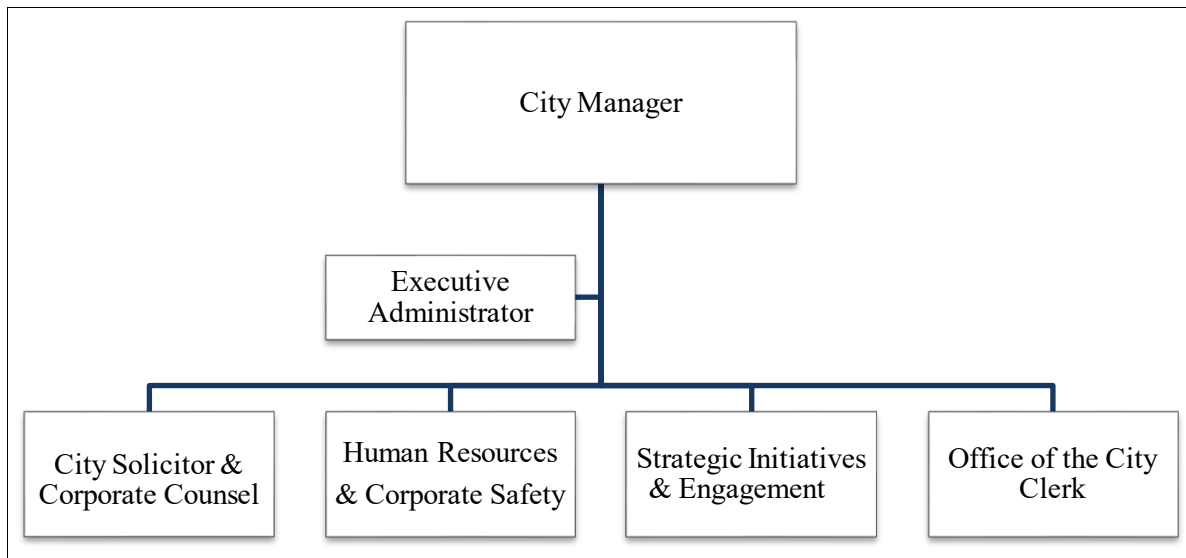 City Manager
Executive
Administrator
City Solicitor &
Corporate Counsel
Human Resources
& Corporate Safety
Strategic Initiatives
& Engagement
Office of the City
Clerk